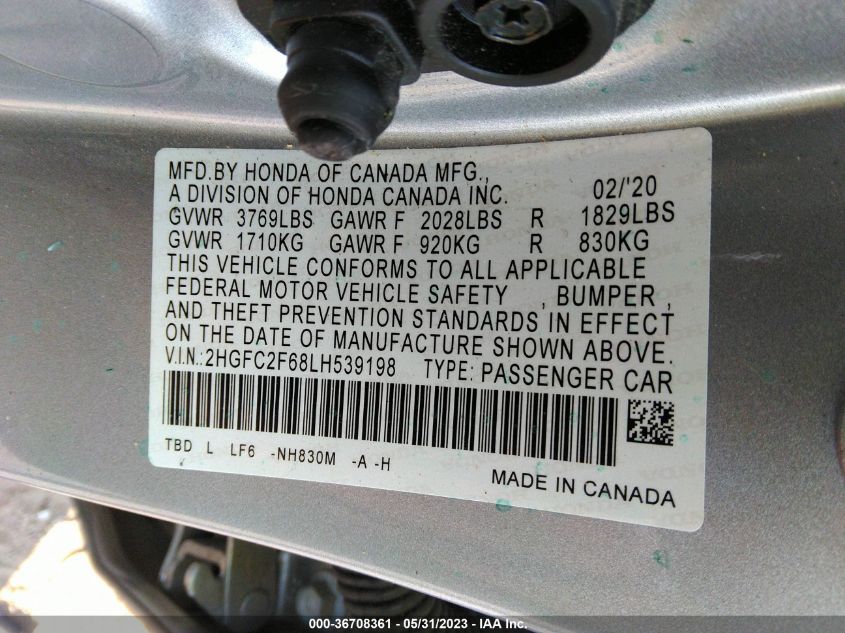 MFD.BY HONDA OF CANADA MFG.,
A DIVISION OF HONDA CANADA INC. 02/'20
GVWR 3769LBS GAWR F 2028LBS R 1829LBS
GVWR 1710KG GAWR F 920KG R 830KG
THIS VEHICLE CONFORMS TO ALL APPLICABLE
FEDERAL MOTOR VEHICLE SAFETY , BUMPER ,
AND THEFT PREVENTION STANDARDS IN EFFECT
ON THE DATE OF MANUFACTURE SHOWN ABOVE.
V.I.N.:2HGFC2F68LH539198 TYPE: PASSENGER CAR
TBD L LF6 -NH830M -A -H
MADE IN CANADA
000-36708361 - 05/31/2023 - IAA Inc.